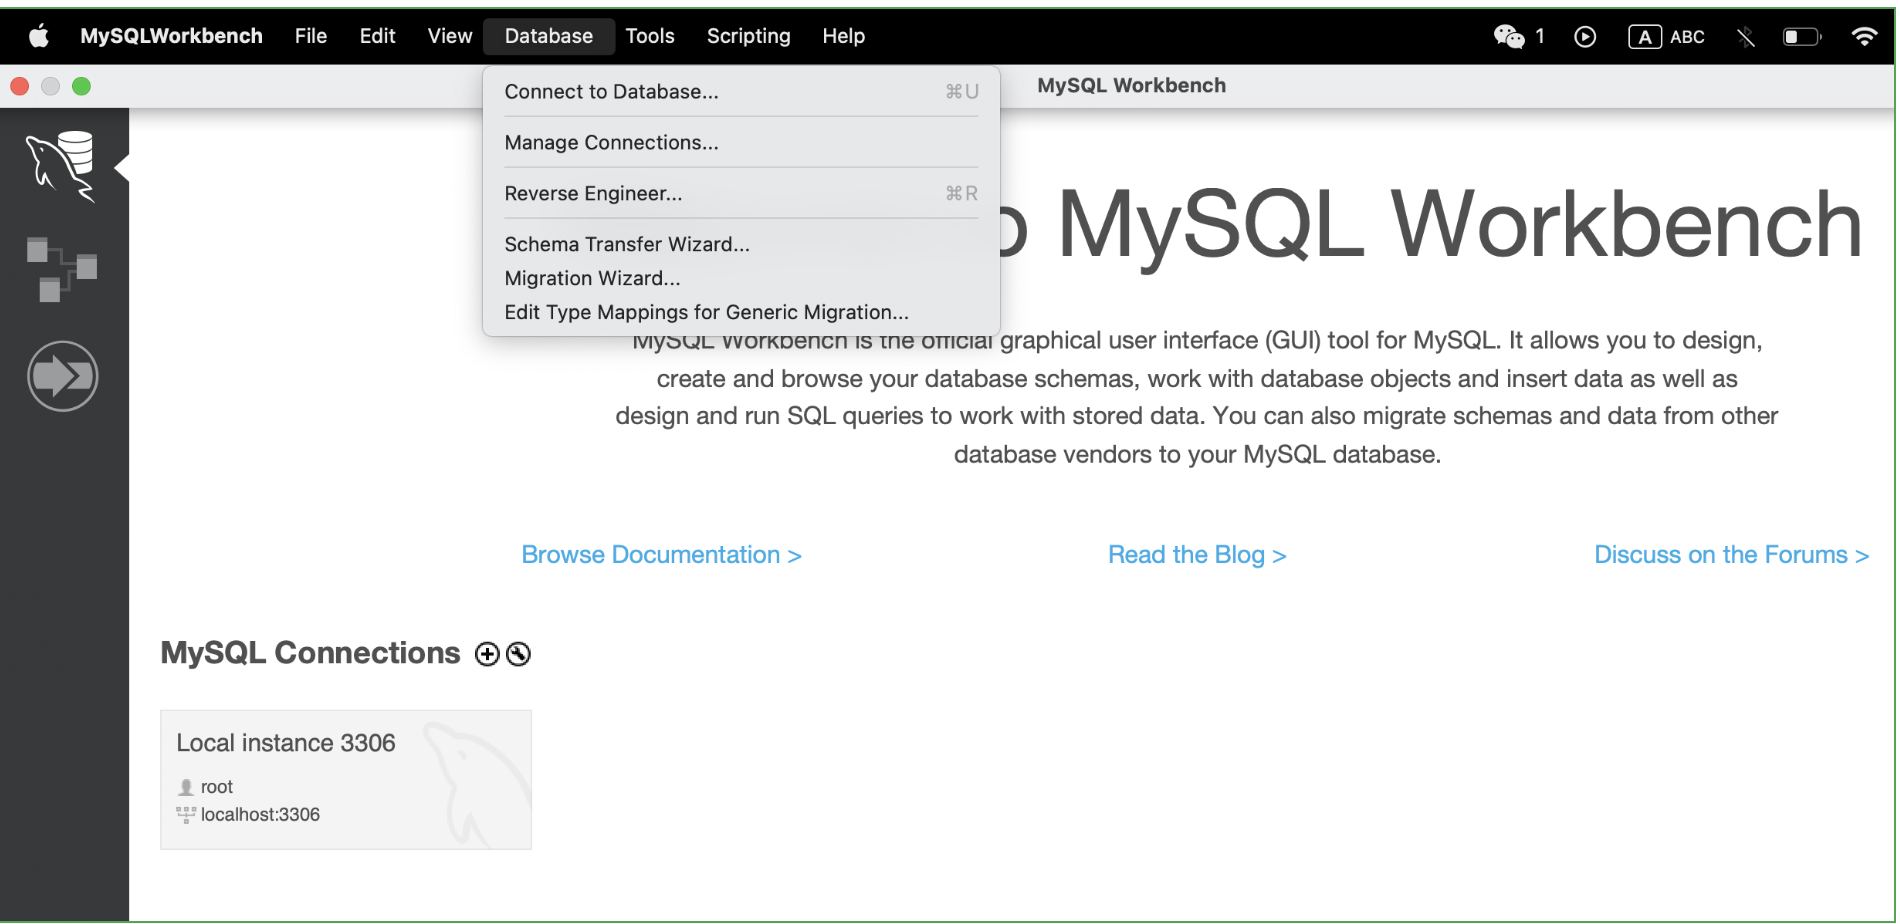 MySQLWorkbench File Edit View Database Tools Scripting Help 1 A ABC
MySQL Workbench
Connect to Database... ⌘U
Manage Connections...
Reverse Engineer... ⌘R
Schema Transfer Wizard...
Migration Wizard...
Edit Type Mappings for Generic Migration...
o MySQL Workbench
MySQL Workbench is the official graphical user interface (GUI) tool for MySQL. It allows you to design,
create and browse your database schemas, work with database objects and insert data as well as
design and run SQL queries to work with stored data. You can also migrate schemas and data from other
database vendors to your MySQL database.
Browse Documentation > Read the Blog > Discuss on the Forums >
MySQL Connections
Local instance 3306
root
localhost:3306